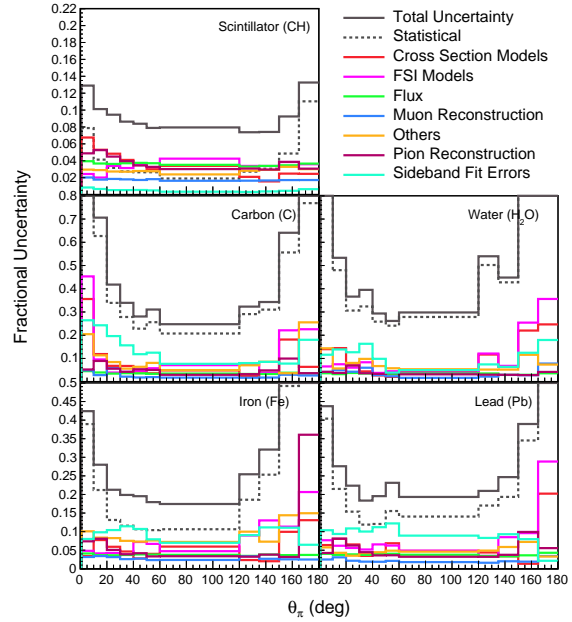 Fractional Uncertainty
0.22
0.2
0.18
0.16
0.14
0.12
0.1
0.08
0.06
0.04
0.02
Scintillator (CH)
Total Uncertainty
Statistical
Cross Section Models
FSI Models
Flux
Muon Reconstruction
Others
Pion Reconstruction
Sideband Fit Errors
0.8
0.7
0.6
0.5
0.4
0.3
0.2
0.1
Carbon (C)
Water (H₂O)
0.5
0.45
0.4
0.35
0.3
0.25
0.2
0.15
0.1
0.05
0
Iron (Fe)
Lead (Pb)
0 20 40 60 80 100 120 140 160 180
20 40 60 80 100 120 140 160 180
θπ (deg)